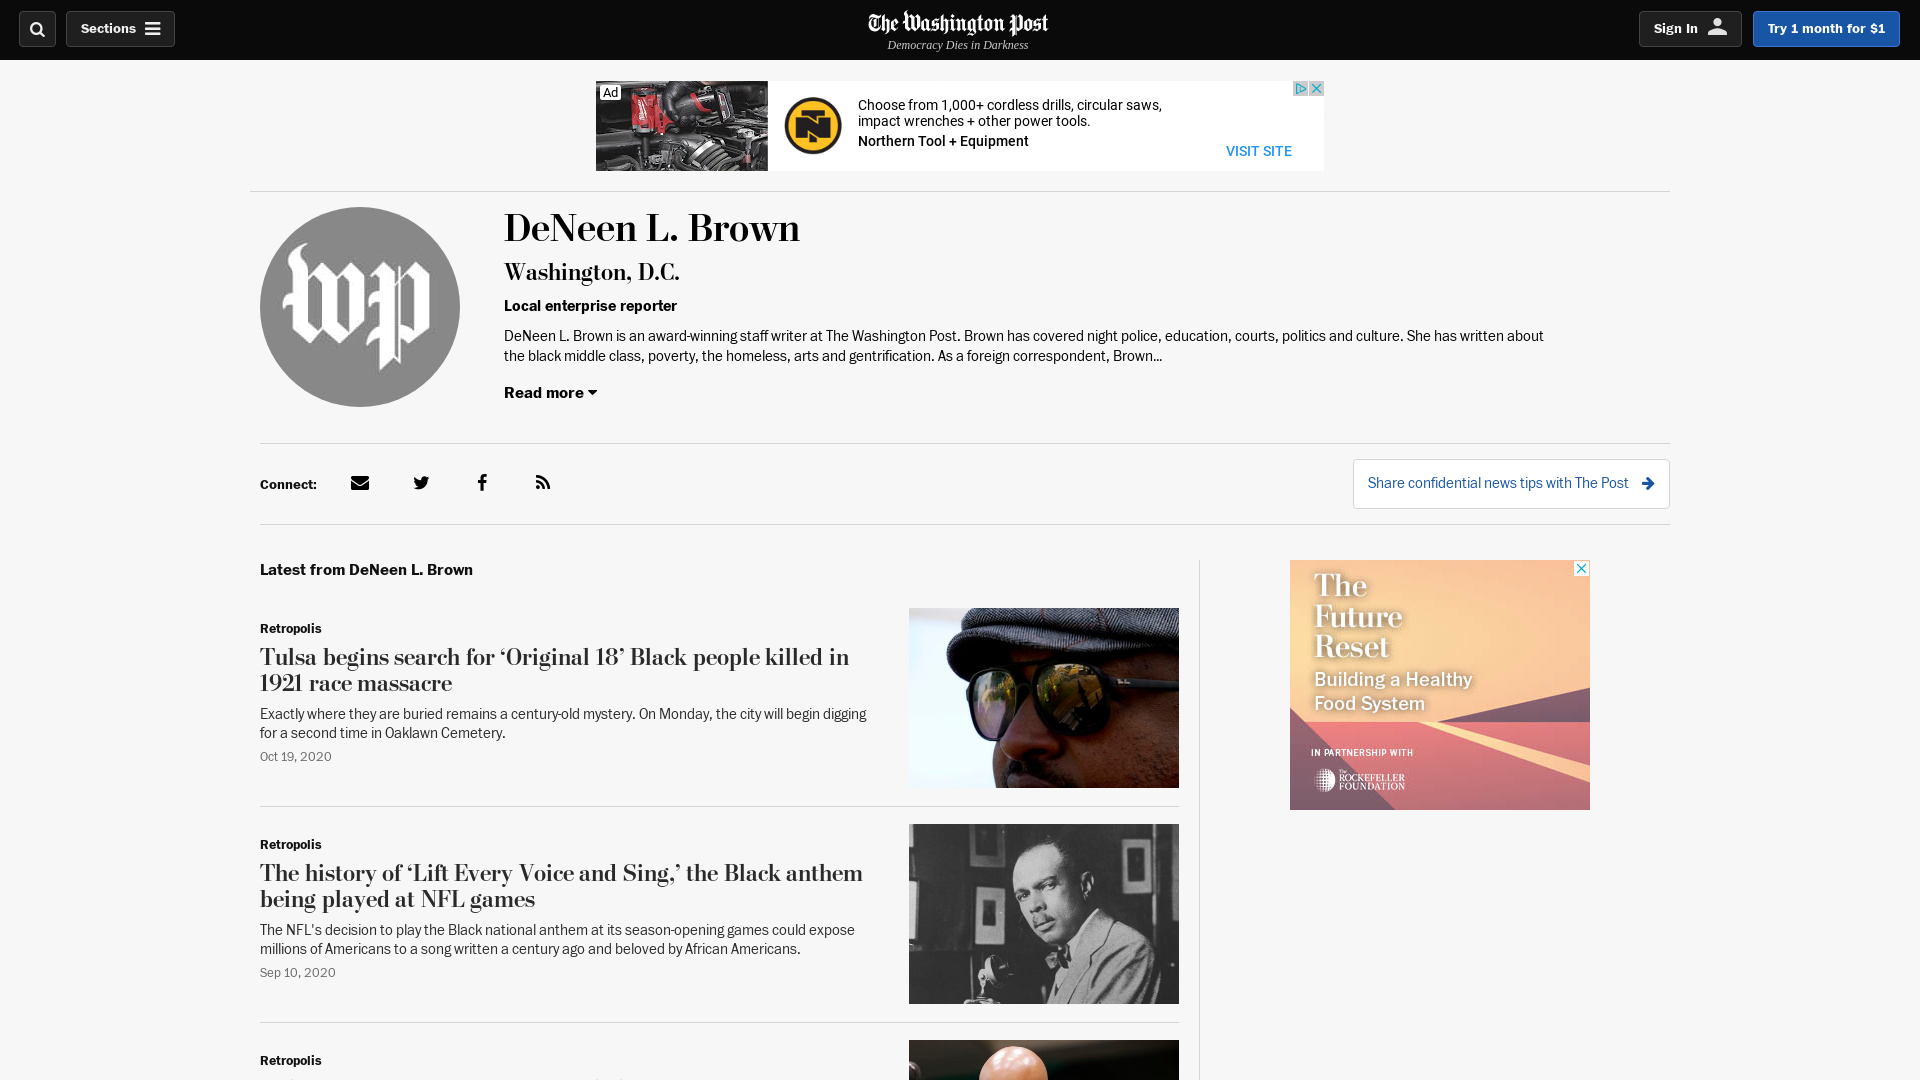 Sections
The Washington Post
Democracy Dies in Darkness
Sign In
Try 1 month for $1
Ad
Choose from 1,000+ cordless drills, circular saws,
impact wrenches + other power tools.
Northern Tool + Equipment
VISIT SITE
wp
DeNeen L. Brown
Washington, D.C.
Local enterprise reporter
DeNeen L. Brown is an award-winning staff writer at The Washington Post. Brown has covered night police, education, courts, politics and culture. She has written about
the black middle class, poverty, the homeless, arts and gentrification. As a foreign correspondent, Brown...
Read more
Connect:
Share confidential news tips with The Post
Latest from DeNeen L. Brown
Retropolis
Tulsa begins search for ‘Original 18’ Black people killed in
1921 race massacre
Exactly where they are buried remains a century-old mystery. On Monday, the city will begin digging
for a second time in Oaklawn Cemetery.
Oct 19, 2020
Retropolis
The history of ‘Lift Every Voice and Sing,’ the Black anthem
being played at NFL games
The NFL's decision to play the Black national anthem at its season-opening games could expose
millions of Americans to a song written a century ago and beloved by African Americans.
Sep 10, 2020
Retropolis
The
Future
Reset
Building a Healthy
Food System
IN PARTNERSHIP WITH
The
ROCKEFELLER
FOUNDATION